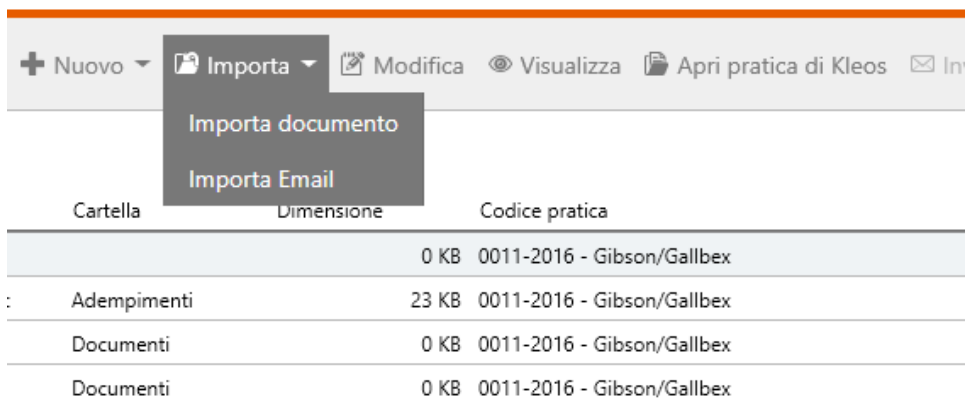 Nuovo Importa Modifica Visualizza Apri pratica di Kleos
Importa documento
Importa Email
Cartella Dimensione Codice pratica
0 KB 0011-2016 - Gibson/Gallbex
Adempimenti 23 KB 0011-2016 - Gibson/Gallbex
Documenti 0 KB 0011-2016 - Gibson/Gallbex
Documenti 0 KB 0011-2016 - Gibson/Gallbex